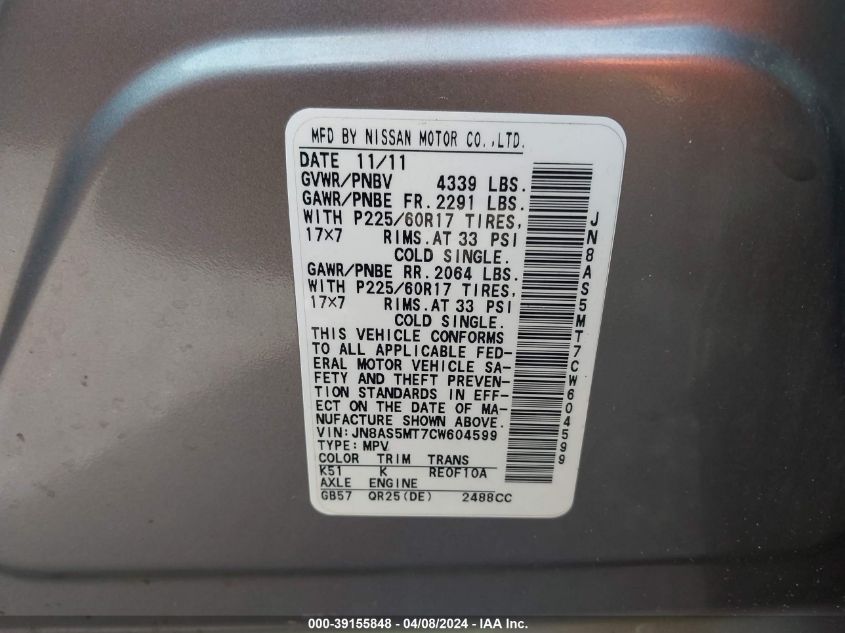 MFD BY NISSAN MOTOR CO.,LTD.
DATE 11/11
GVWR/PNBV 4339 LBS.
GAWR/PNBE FR. 2291 LBS.
WITH P225/60R17 TIRES,
17×7 RIMS.AT 33 PSI
COLD SINGLE.
GAWR/PNBE RR. 2064 LBS.
WITH P225/60R17 TIRES,
17×7 RIMS.AT 33 PSI
COLD SINGLE.
THIS VEHICLE CONFORMS
TO ALL APPLICABLE FED-
ERAL MOTOR VEHICLE SA-
FETY AND THEFT PREVEN-
TION STANDARDS IN EFF-
ECT ON THE DATE OF MA-
NUFACTURE SHOWN ABOVE.
VIN:JN8AS5MT7CW604599
TYPE:MPV
COLOR TRIM TRANS
K51 K RE0F10A
AXLE ENGINE
GB57 QR25(DE) 2488CC
JN8AS5MT7CW604599
000-39155848 - 04/08/2024 - IAA Inc.